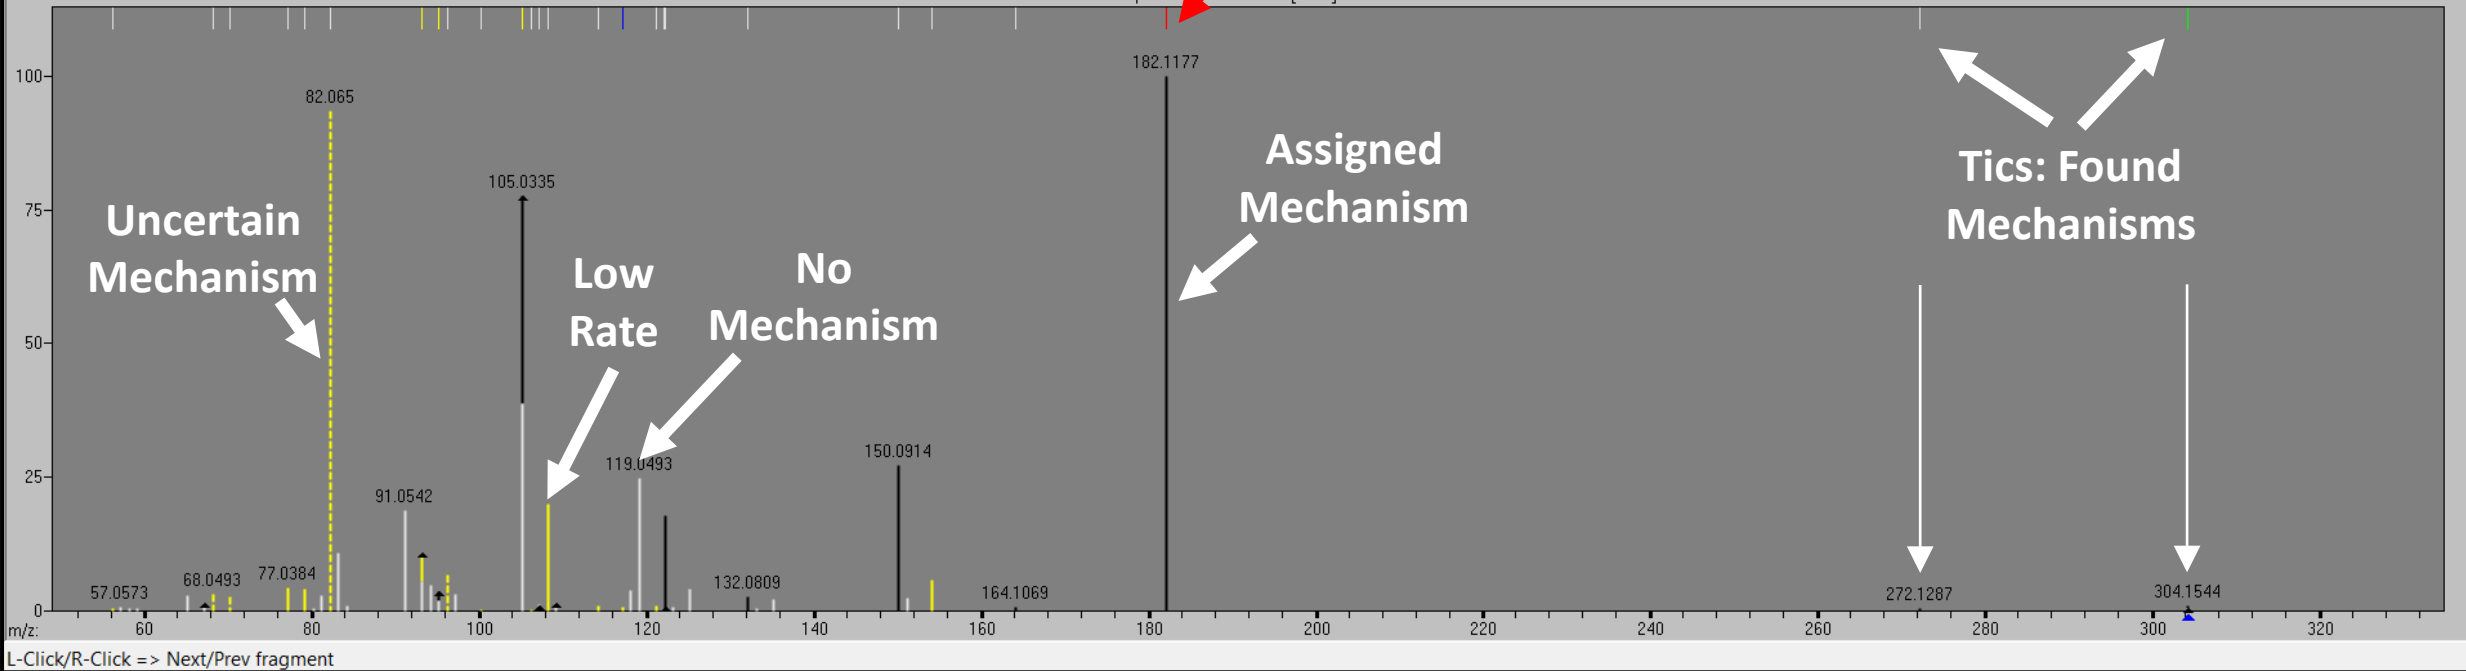 100
182.1177
82.065
Assigned
Mechanism
Tics: Found
Mechanisms
105.0335
75
Uncertain
Mechanism
Low
Rate
No
Mechanism
50
119.0493
150.0914
25
91.0542
57.0573
68.0493
77.0384
132.0809
164.1069
272.1287
304.1544
0
m/z: 60 80 100 120 140 160 180 200 220 240 260 280 300 320
L-Click/R-Click => Next/Prev fragment